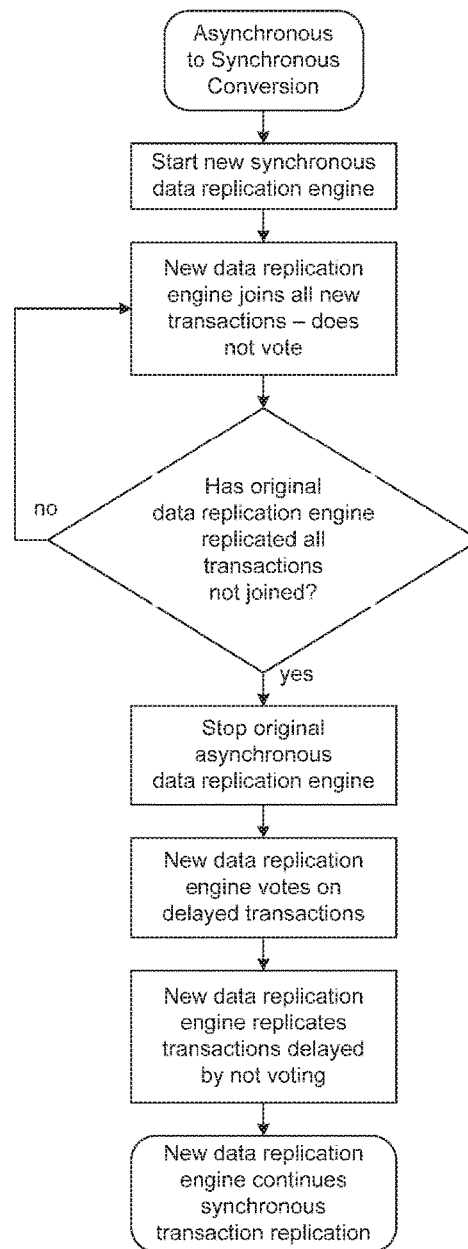 Asynchronous
to Synchronous
Conversion
Start new synchronous
data replication engine
New data replication
engine joins all new
transactions – does
not vote
Has original
data replication engine
replicated all
transactions
not joined?
no
yes
Stop original
asynchronous
data replication engine
New data replication
engine votes on
delayed transactions
New data replication
engine replicates
transactions delayed
by not voting
New data replication
engine continues
synchronous
transaction replication